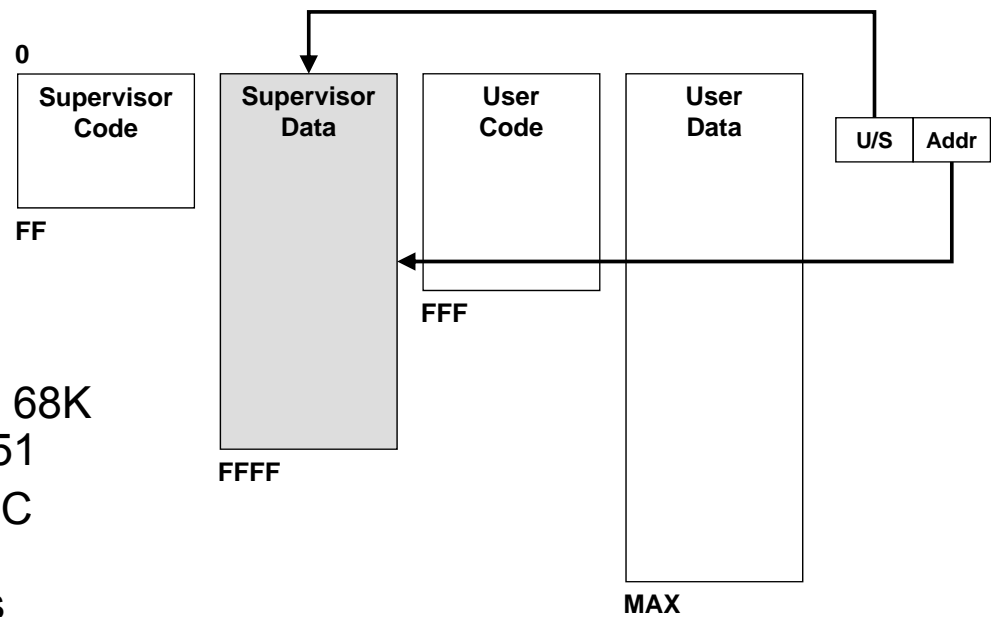 0
Supervisor
Code
Supervisor
Data
User
Code
User
Data
U/S Addr
FF
FFF
68K
51
FFFF
C
s
MAX